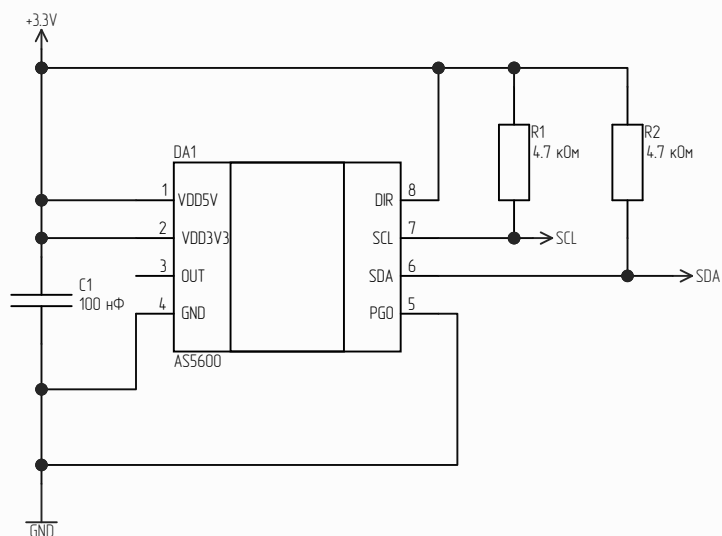 +3.3V
DA1
R1
4.7 кОм
R2
4.7 кОм
1 VDD5V
DIR 8
2 VDD3V3
SCL 7
SCL
3 OUT
SDA 6
SDA
C1
100 нФ
4 GND
PGO 5
AS5600
GND